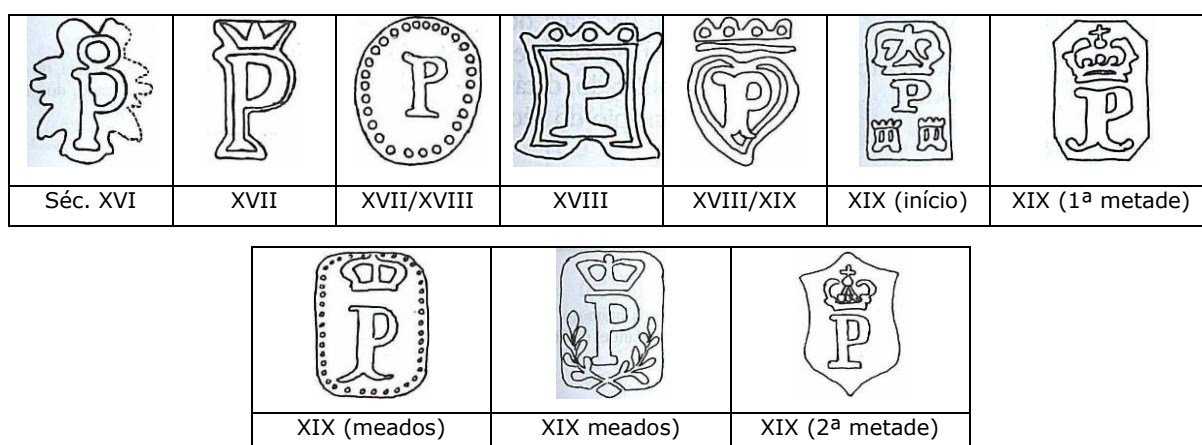 P P P P P P P
Séc. XVI XVII XVII/XVIII XVIII XVIII/XIX XIX (início) XIX (1ª metade)
P P P
XIX (meados) XIX meados) XIX (2ª metade)